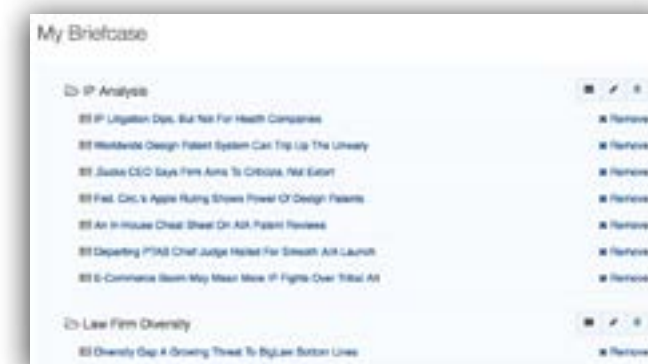 My Briefcase
IP Analysis
IP Litigation Dips, But Not For Health Companies
Remove
Worldwide Design Patent System Can Trip Up The Unwary
Remove
.Sucks CEO Says Firm Aims To Criticize, Not Extort
Remove
Fed. Circ.'s Apple Ruling Shows Power Of Design Patents
Remove
An In-House Cheat Sheet On AIA Patent Reviews
Remove
Departing PTAB Chief Judge Hailed For Smooth AIA Launch
Remove
E-Commerce Boom May Mean More IP Fights Over Tribal Art
Remove
Law Firm Diversity
Diversity Gap A Growing Threat To BigLaw Bottom Lines
Remove